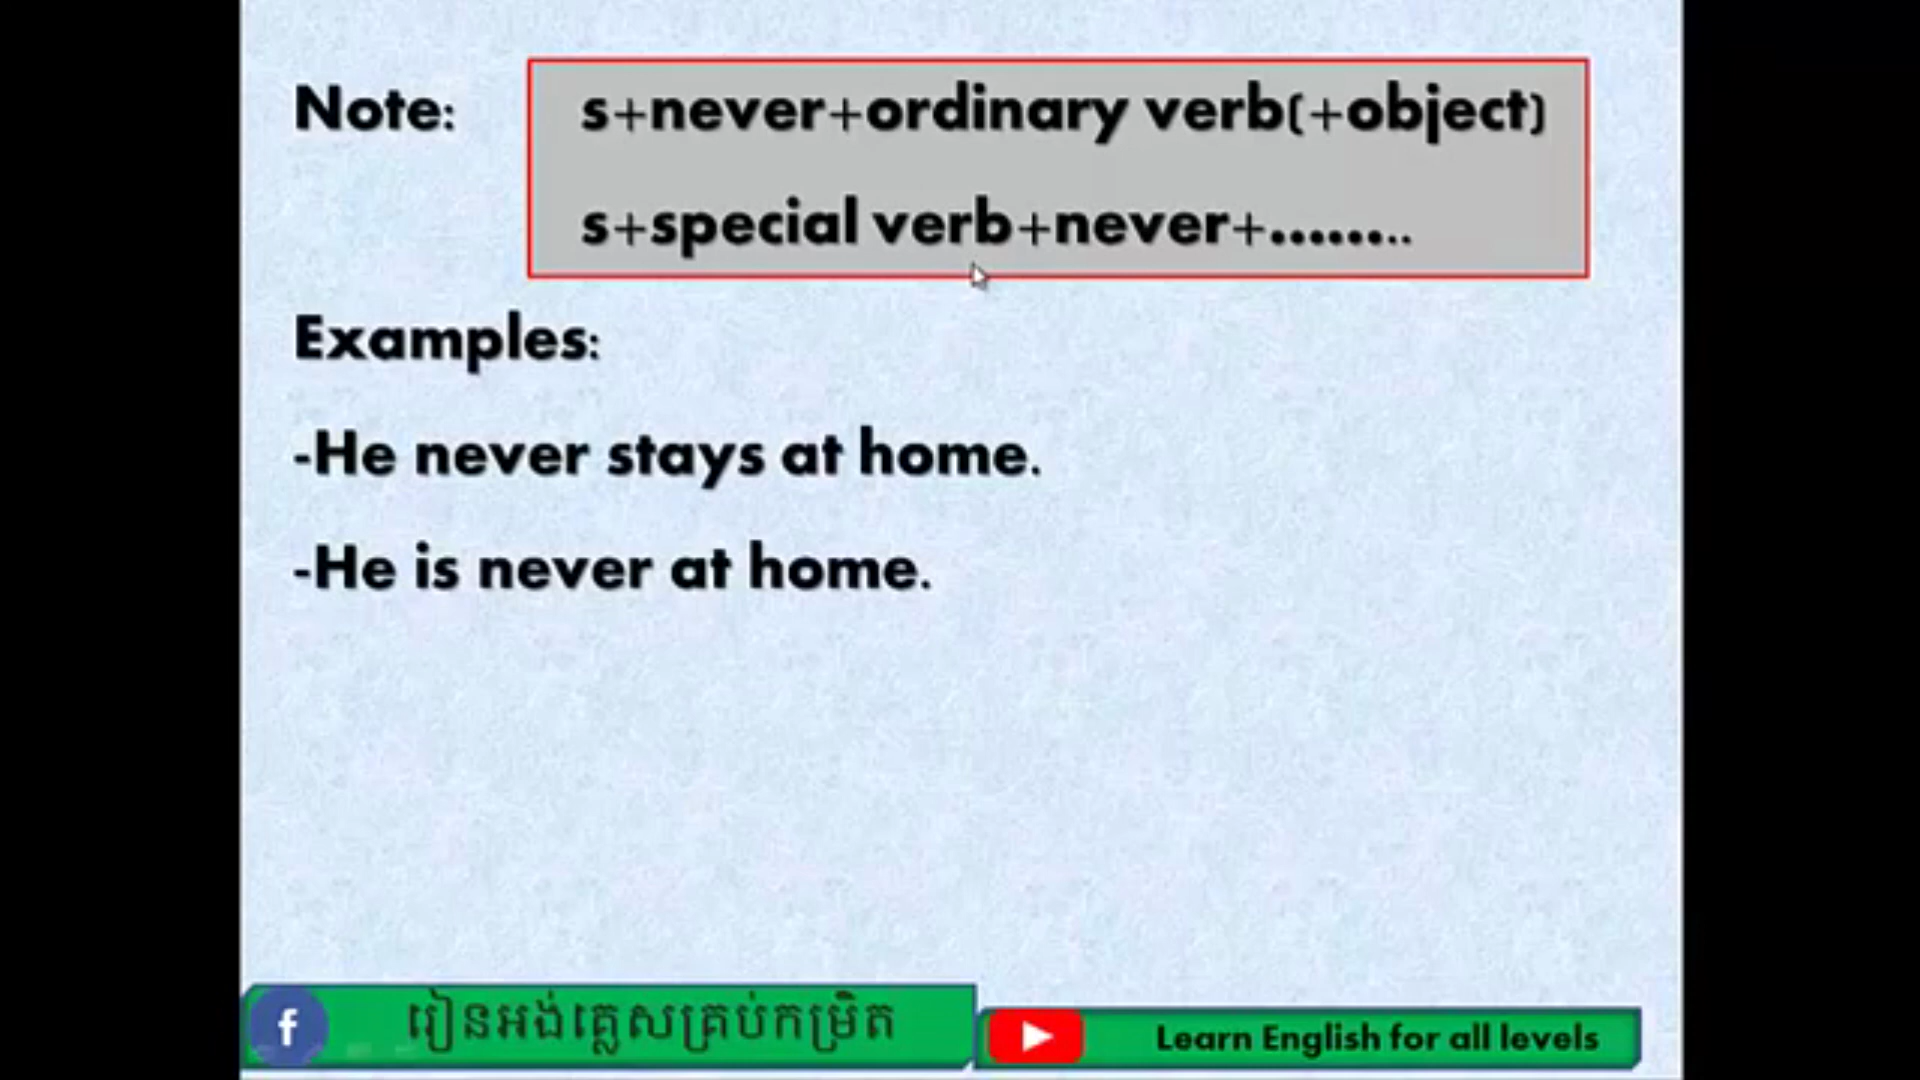 Note: s+never+ordinary verb(+object)
s+special verb+never+........
Examples:
-He never stays at home.
-He is never at home.
រៀនអង់គ្លេសគ្រប់កម្រិត
Learn English for all levels